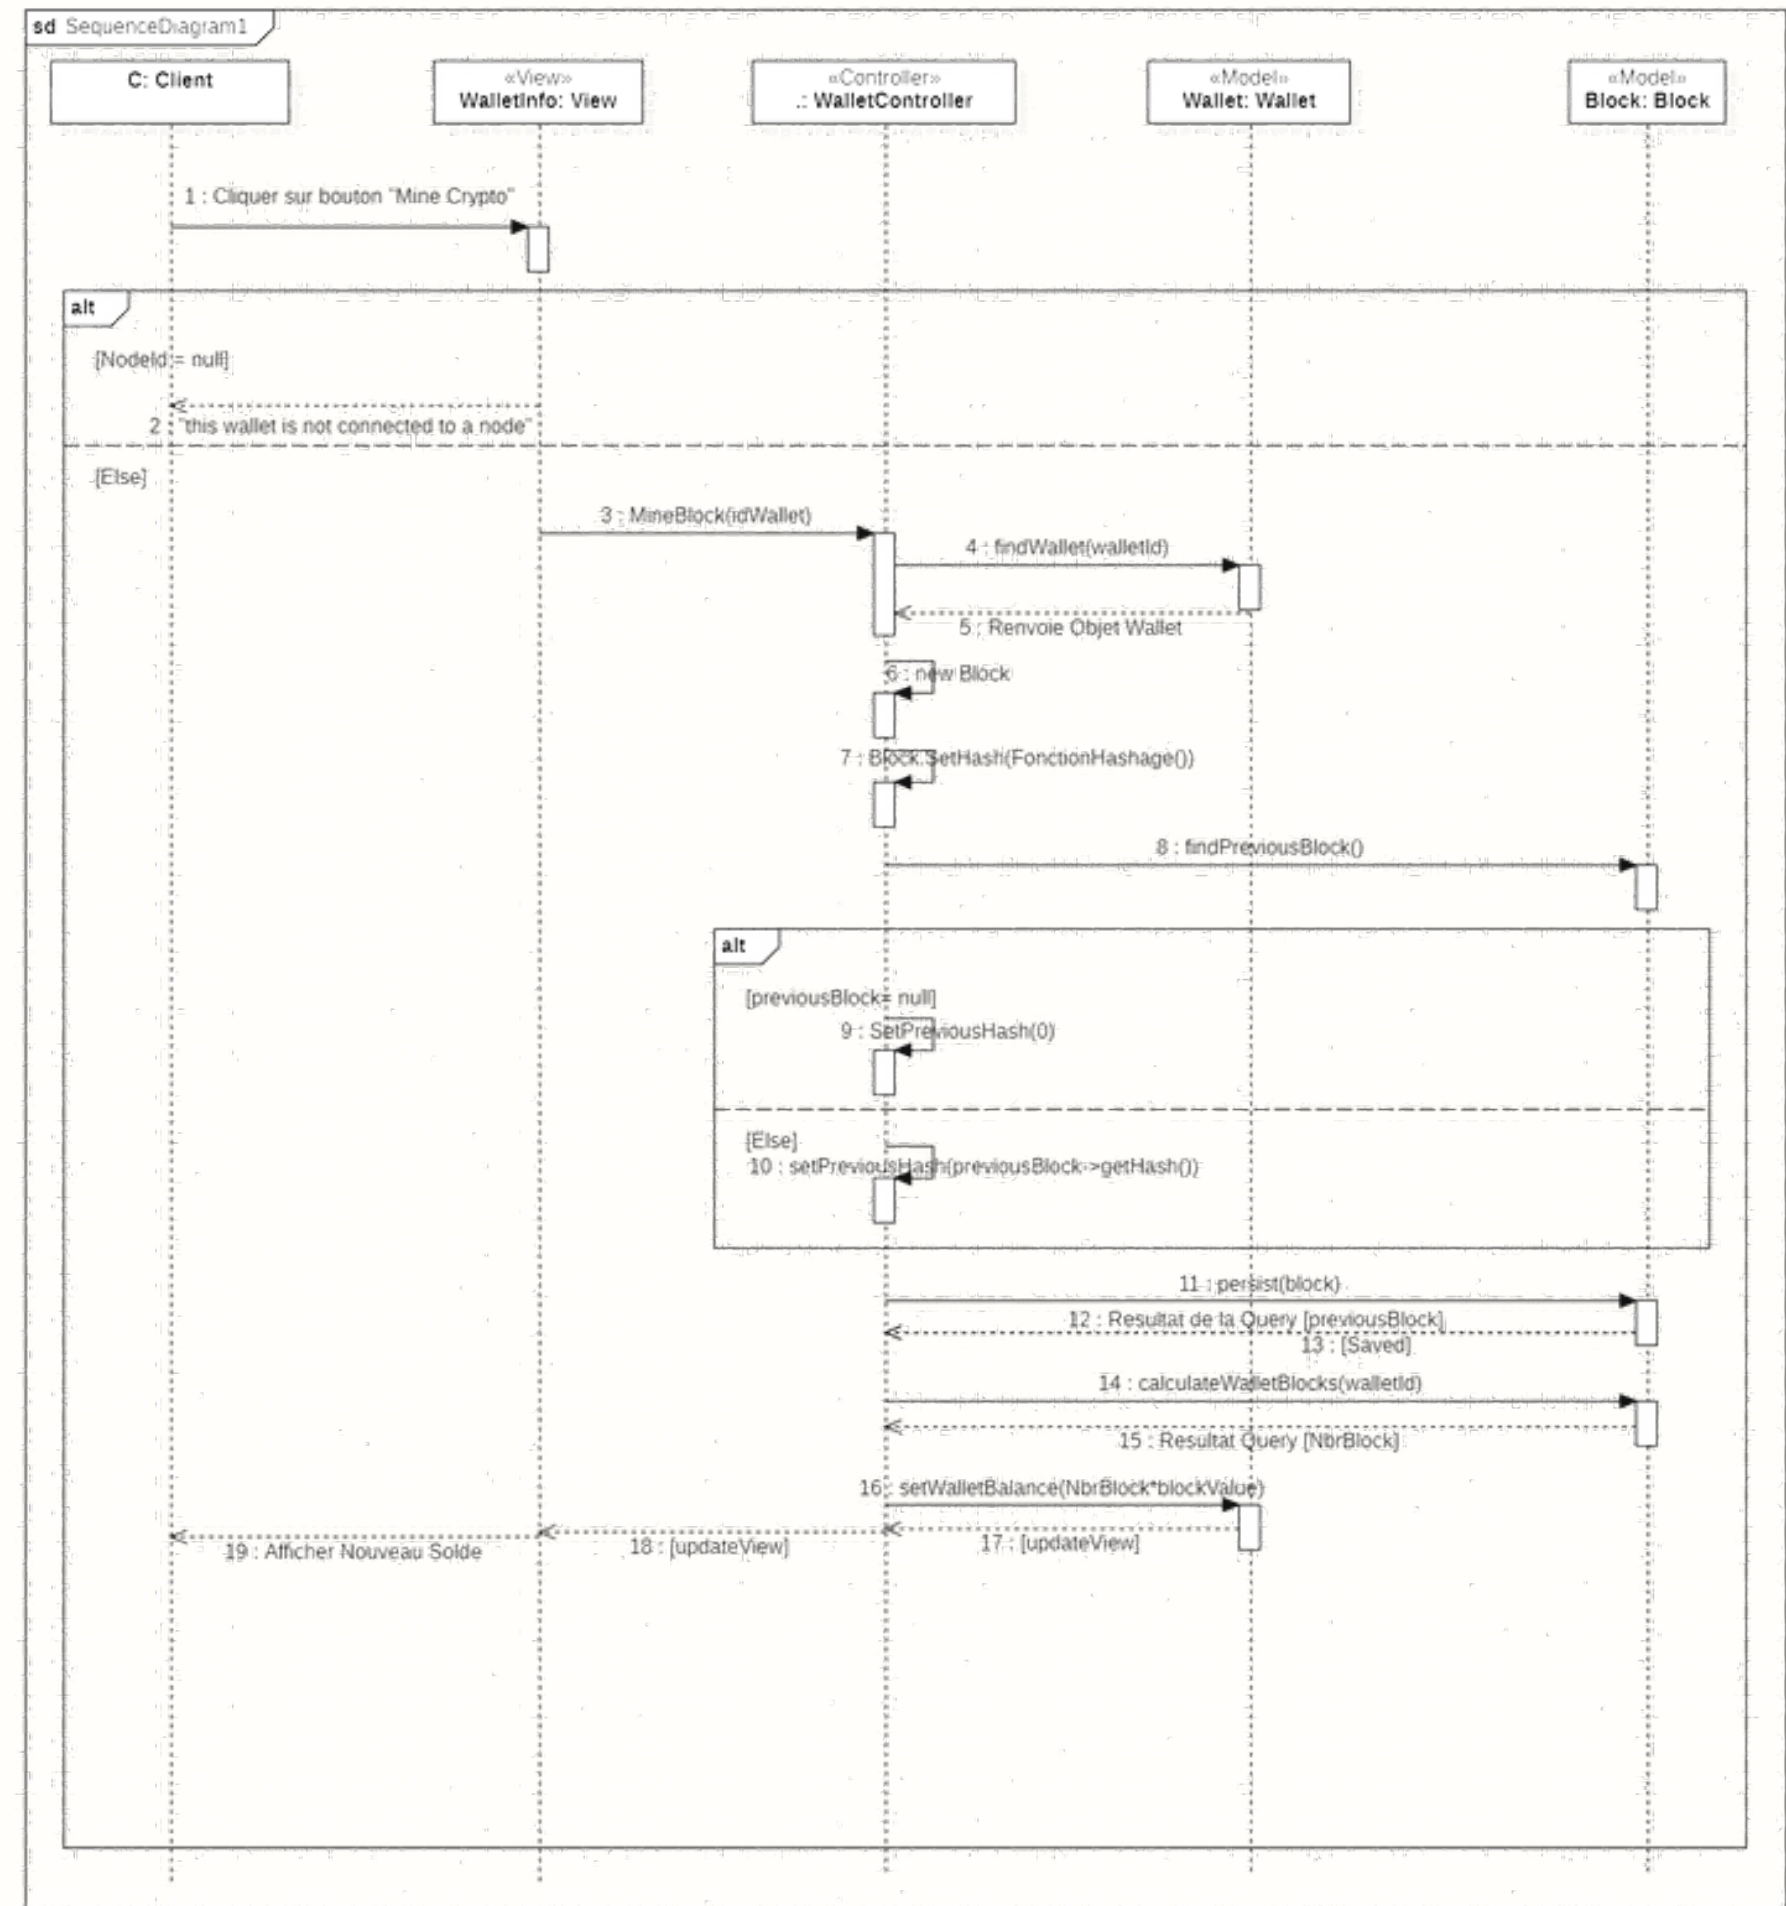 sd SequenceDiagram1
C: Client
«View»
WalletInfo: View
«Controller»
.: WalletController
«Model»
Wallet: Wallet
«Model»
Block: Block
1 : Cliquer sur bouton "Mine Crypto"
alt
[NodeId = null]
2 : "this wallet is not connected to a node"
[Else]
3 : MineBlock(idWallet)
4 : findWallet(walletId)
5 : Renvoie Objet Wallet
6 : new Block
7 : Block.SetHash(FonctionHashage())
8 : findPreviousBlock()
alt
[previousBlock= null]
9 : SetPreviousHash(0)
[Else]
10 : setPreviousHash(previousBlock->getHash())
11 : persist(block)
12 : Resultat de la Query [previousBlock]
13 : [Saved]
14 : calculateWalletBlocks(walletId)
15 : Resultat Query [NbrBlock]
16 : setWalletBalance(NbrBlock*blockValue)
17 : [updateView]
18 : [updateView]
19 : Afficher Nouveau Solde